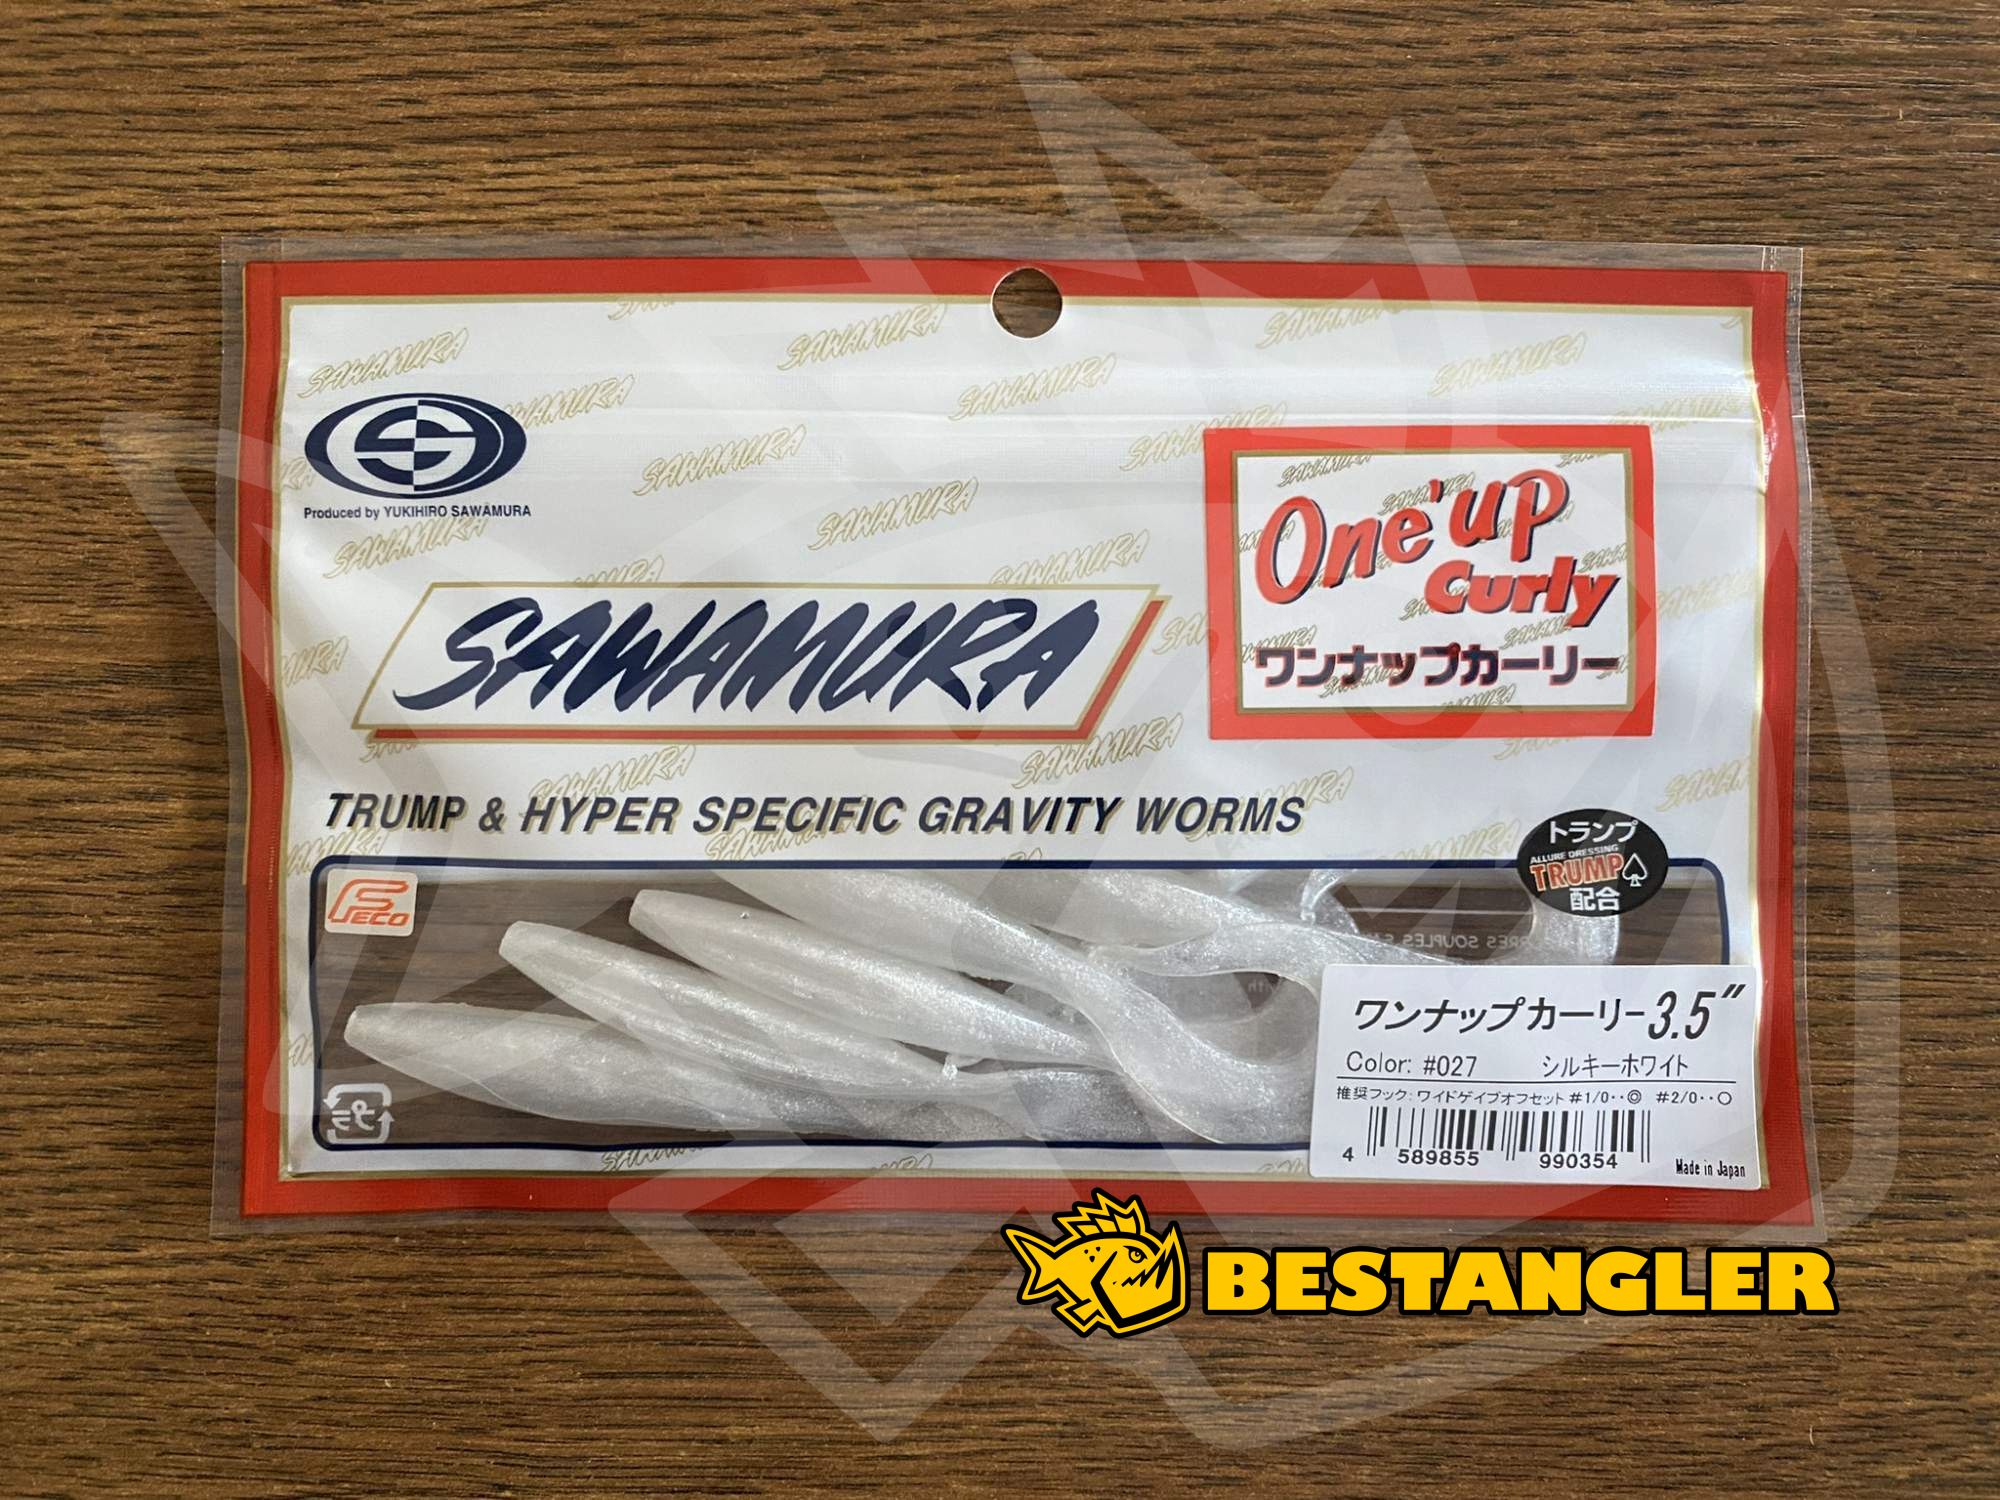 Produced by YUKIHIRO SAWAMURA
One'up
Curly
ワンナップカーリー
SAWAMURA
TRUMP & HYPER SPECIFIC GRAVITY WORMS
トランプ
ALLURE DRESSING
TRUMP
配合
FECO
プラ
ワンナップカーリー3.5"
Color: #027 シルキーホワイト
推奨フック:ワイドゲイブオフセット #1/0‥◎ #2/0‥○
4 589855 990354
Made in Japan
BESTANGLER